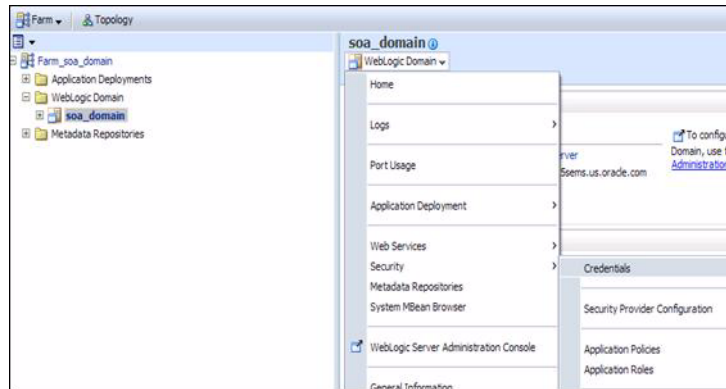 Farm Topology
Farm_soa_domain
Application Deployments
WebLogic Domain
soa_domain
Metadata Repositories
soa_domain
WebLogic Domain
Home
Logs
Port Usage
Application Deployment
Web Services
Security
Metadata Repositories
System MBean Browser
WebLogic Server Administration Console
General Information
To configu
Domain, use t
Administration
rver
5sems.us.oracle.com
Credentials
Security Provider Configuration
Application Policies
Application Roles